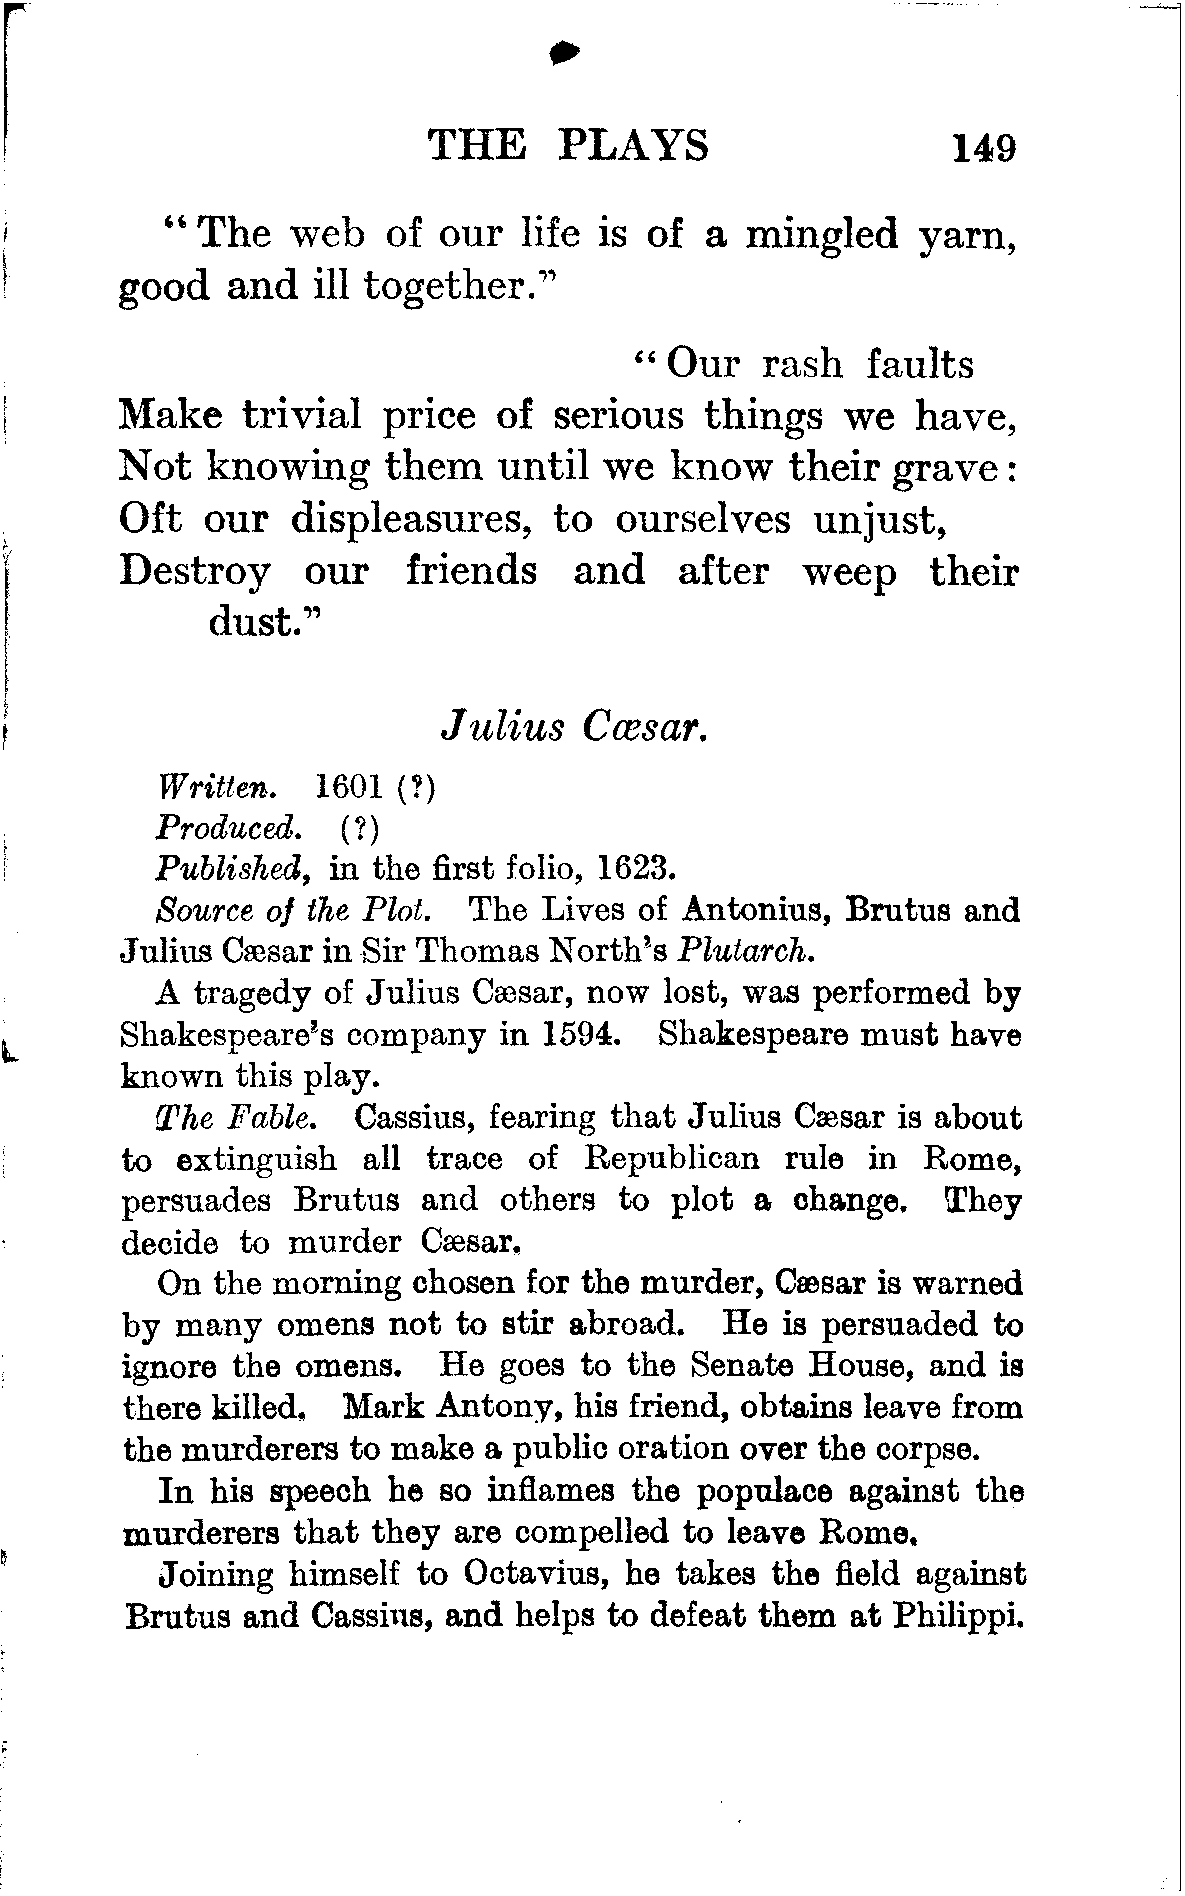 THE PLAYS 149
“The web of our life is of a mingled yarn,
good and ill together.”
“Our rash faults
Make trivial price of serious things we have,
Not knowing them until we know their grave:
Oft our displeasures, to ourselves unjust,
Destroy our friends and after weep their
dust.”
Julius Cæsar.
Written. 1601 (?)
Produced. (?)
Published, in the first folio, 1623.
Source of the Plot. The Lives of Antonius, Brutus and
Julius Cæsar in Sir Thomas North’s Plutarch.
A tragedy of Julius Cæsar, now lost, was performed by
Shakespeare’s company in 1594. Shakespeare must have
known this play.
The Fable. Cassius, fearing that Julius Cæsar is about
to extinguish all trace of Republican rule in Rome,
persuades Brutus and others to plot a change. They
decide to murder Cæsar.
On the morning chosen for the murder, Cæsar is warned
by many omens not to stir abroad. He is persuaded to
ignore the omens. He goes to the Senate House, and is
there killed. Mark Antony, his friend, obtains leave from
the murderers to make a public oration over the corpse.
In his speech he so inflames the populace against the
murderers that they are compelled to leave Rome.
Joining himself to Octavius, he takes the field against
Brutus and Cassius, and helps to defeat them at Philippi.